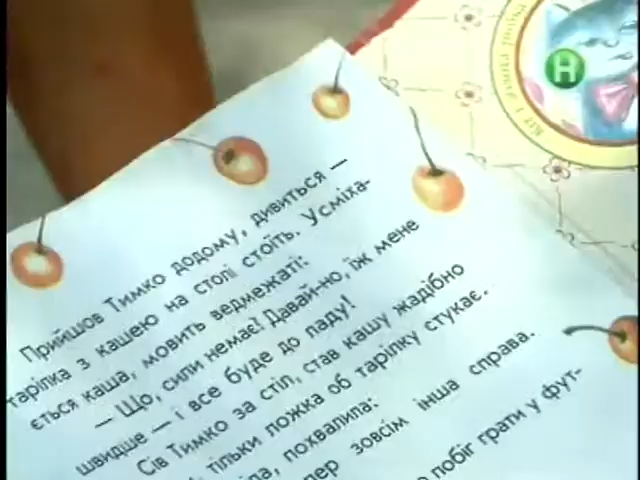 Прийшов Тимко додому, дивиться —
тарілка з кашею на столі стоїть. Усміха-
ється каша, мовить ведмежаті:
— Що, сили немає? Давай-но, їж мене
швидше — і все буде до ладу!
Сів Тимко за стіл, став кашу жадібно
тільки ложка об тарілку стукає.
похвалила:
зовсім інша справа.
побіг грати у фут-
Н